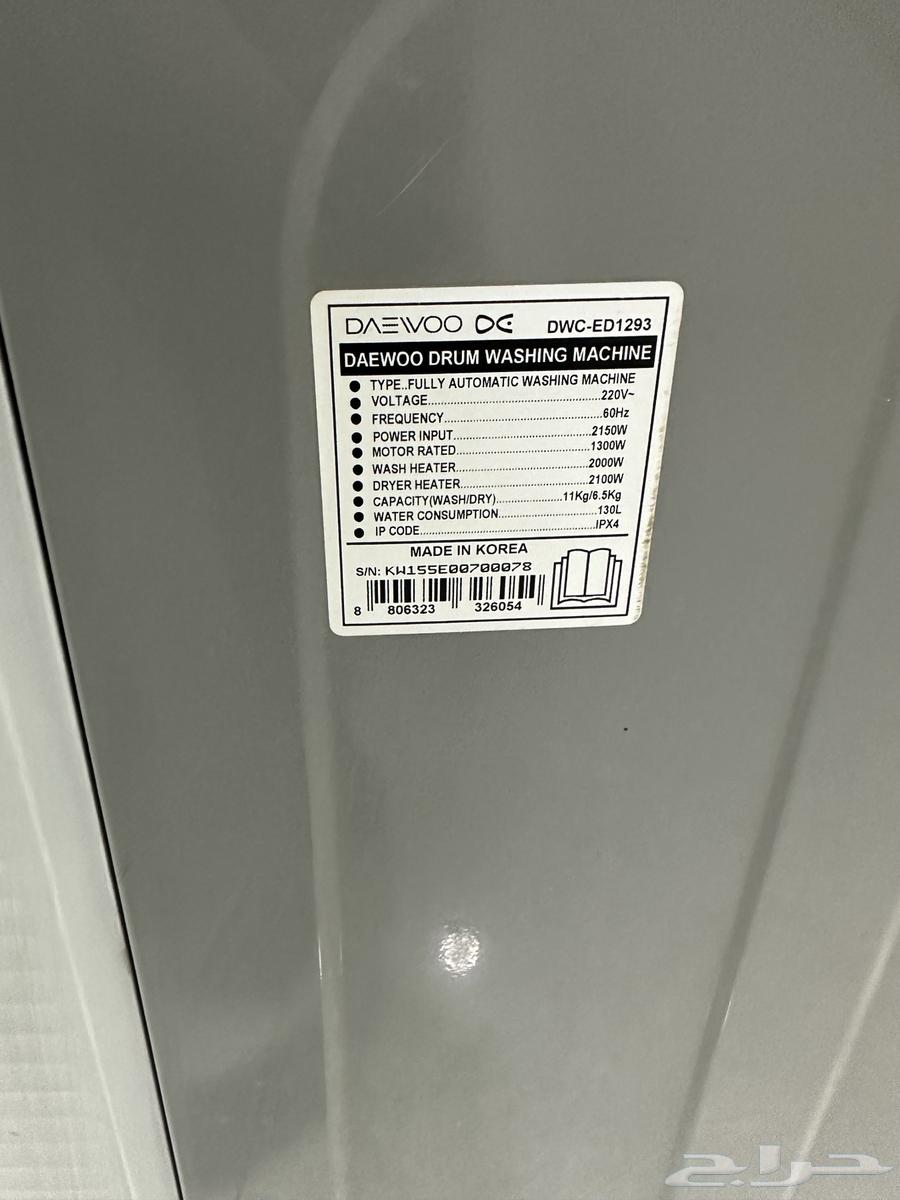 DAEWOO DE DWC-ED1293
DAEWOO DRUM WASHING MACHINE
● TYPE..FULLY AUTOMATIC WASHING MACHINE
● VOLTAGE..........220V~
● FREQUENCY..........60Hz
● POWER INPUT..........2150W
● MOTOR RATED..........1300W
● WASH HEATER..........2000W
● DRYER HEATER..........2100W
● CAPACITY(WASH/DRY)..........11Kg/6.5Kg
● WATER CONSUMPTION..........130L
● IP CODE..........IPX4
MADE IN KOREA
S/N: KW155E00700078
8 806323 326054
حراج